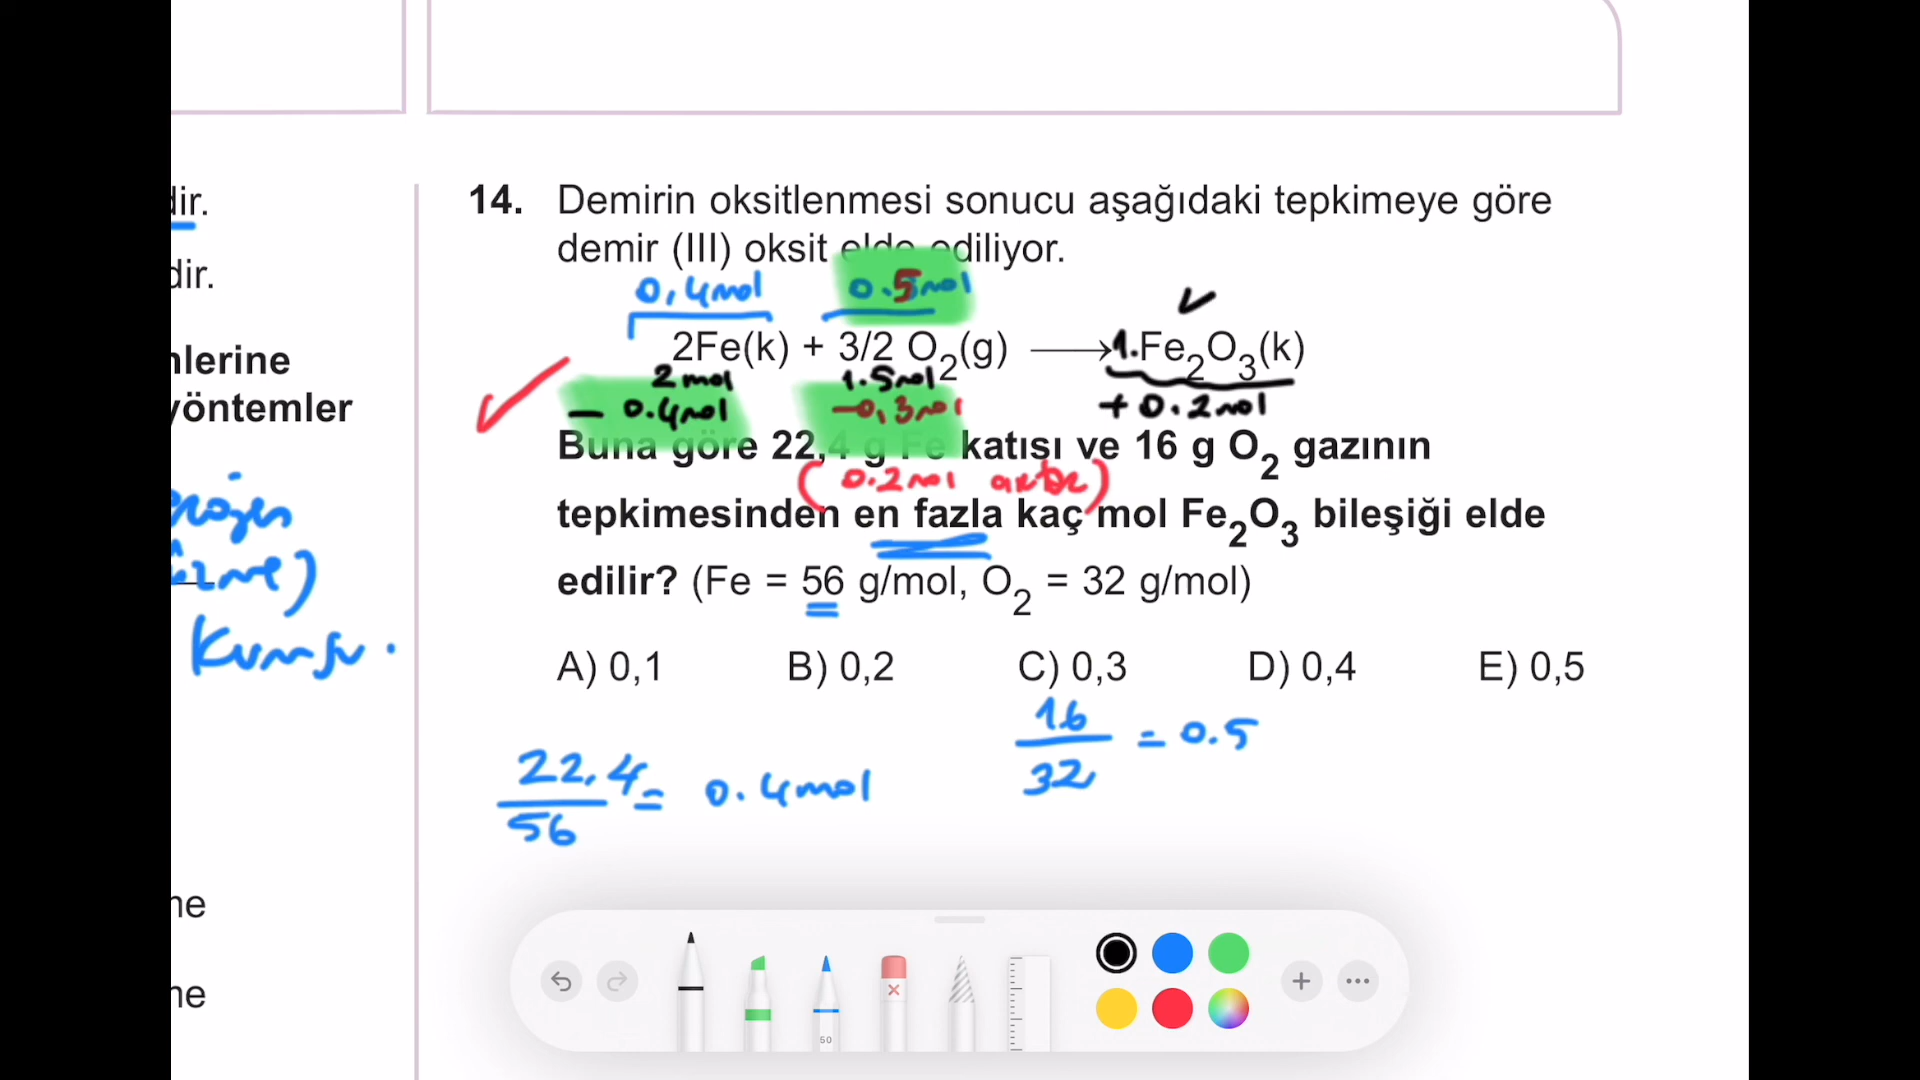 dir.
dir.
nlerine
yöntemler
Kumsu.
ne
ne
14. Demirin oksitlenmesi sonucu aşağıdaki tepkimeye göre
demir (III) oksit elde ediliyor.
0,4mol 0.5mol
2Fe(k) + 3/2 O₂(g) ⟶ 1.Fe₂O₃(k)
2mol 1.5mol
– 0.4mol –0,3mol + 0.2mol
Buna göre 22,4 g Fe katısı ve 16 g O₂ gazının
(0.2mol artar)
tepkimesinden en fazla kaç mol Fe₂O₃ bileşiği elde
edilir? (Fe = 56 g/mol, O₂ = 32 g/mol)
A) 0,1 B) 0,2 C) 0,3 D) 0,4 E) 0,5
22.4/56 = 0.4mol
16/32 = 0.5
50